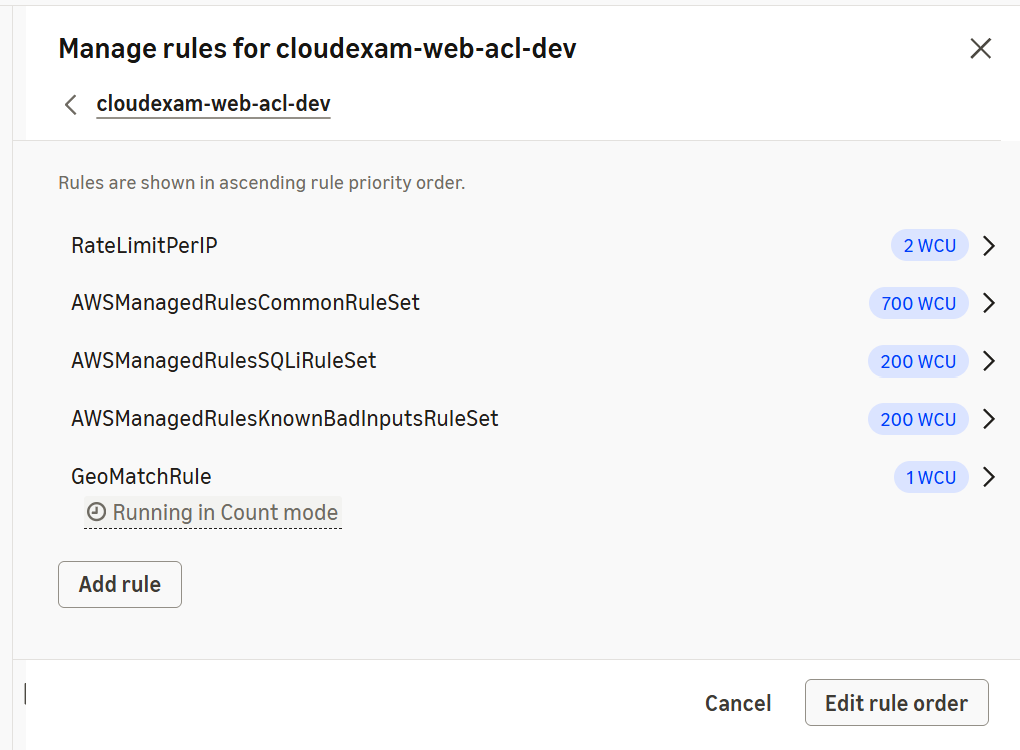 Manage rules for cloudexam-web-acl-dev
cloudexam-web-acl-dev
Rules are shown in ascending rule priority order.
RateLimitPerIP 2 WCU
AWSManagedRulesCommonRuleSet 700 WCU
AWSManagedRulesSQLiRuleSet 200 WCU
AWSManagedRulesKnownBadInputsRuleSet 200 WCU
GeoMatchRule 1 WCU
Running in Count mode
Add rule
Cancel Edit rule order